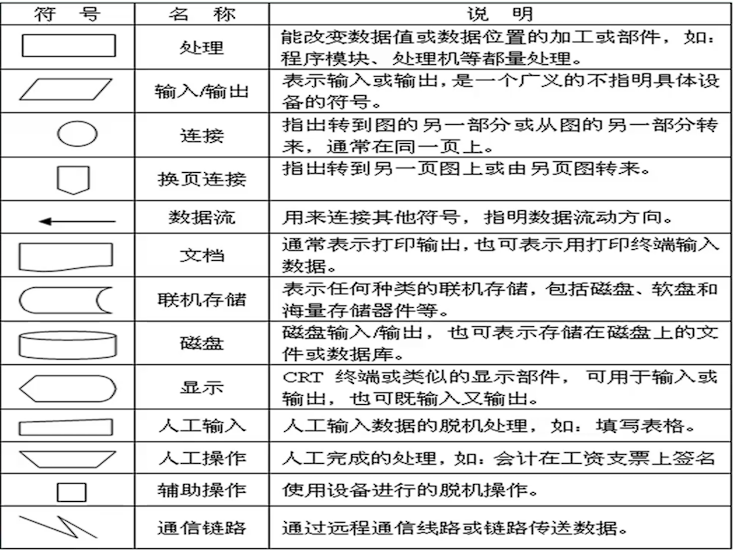 符 号 名 称 说 明
处理 能改变数据值或数据位置的加工或部件，如：
程序模块、处理机等都量处理。
输入/输出 表示输入或输出，是一个广义的不指明具体设
备的符号。
连接 指出转到图的另一部分或从图的另一部分转
来，通常在同一页上。
换页连接 指出转到另一页图上或由另页图转来。
数据流 用来连接其他符号，指明数据流动方向。
文档 通常表示打印输出，也可表示用打印终端输入
数据。
联机存储 表示任何种类的联机存储，包括磁盘、软盘和
海量存储器件等。
磁盘 磁盘输入/输出，也可表示存储在磁盘上的文
件或数据库。
显示 CRT 终端或类似的显示部件，可用于输入或
输出，也可既输入又输出。
人工输入 人工输入数据的脱机处理，如：填写表格。
人工操作 人工完成的处理，如：会计在工资支票上签名
辅助操作 使用设备进行的脱机操作。
通信链路 通过远程通信线路或链路传送数据。